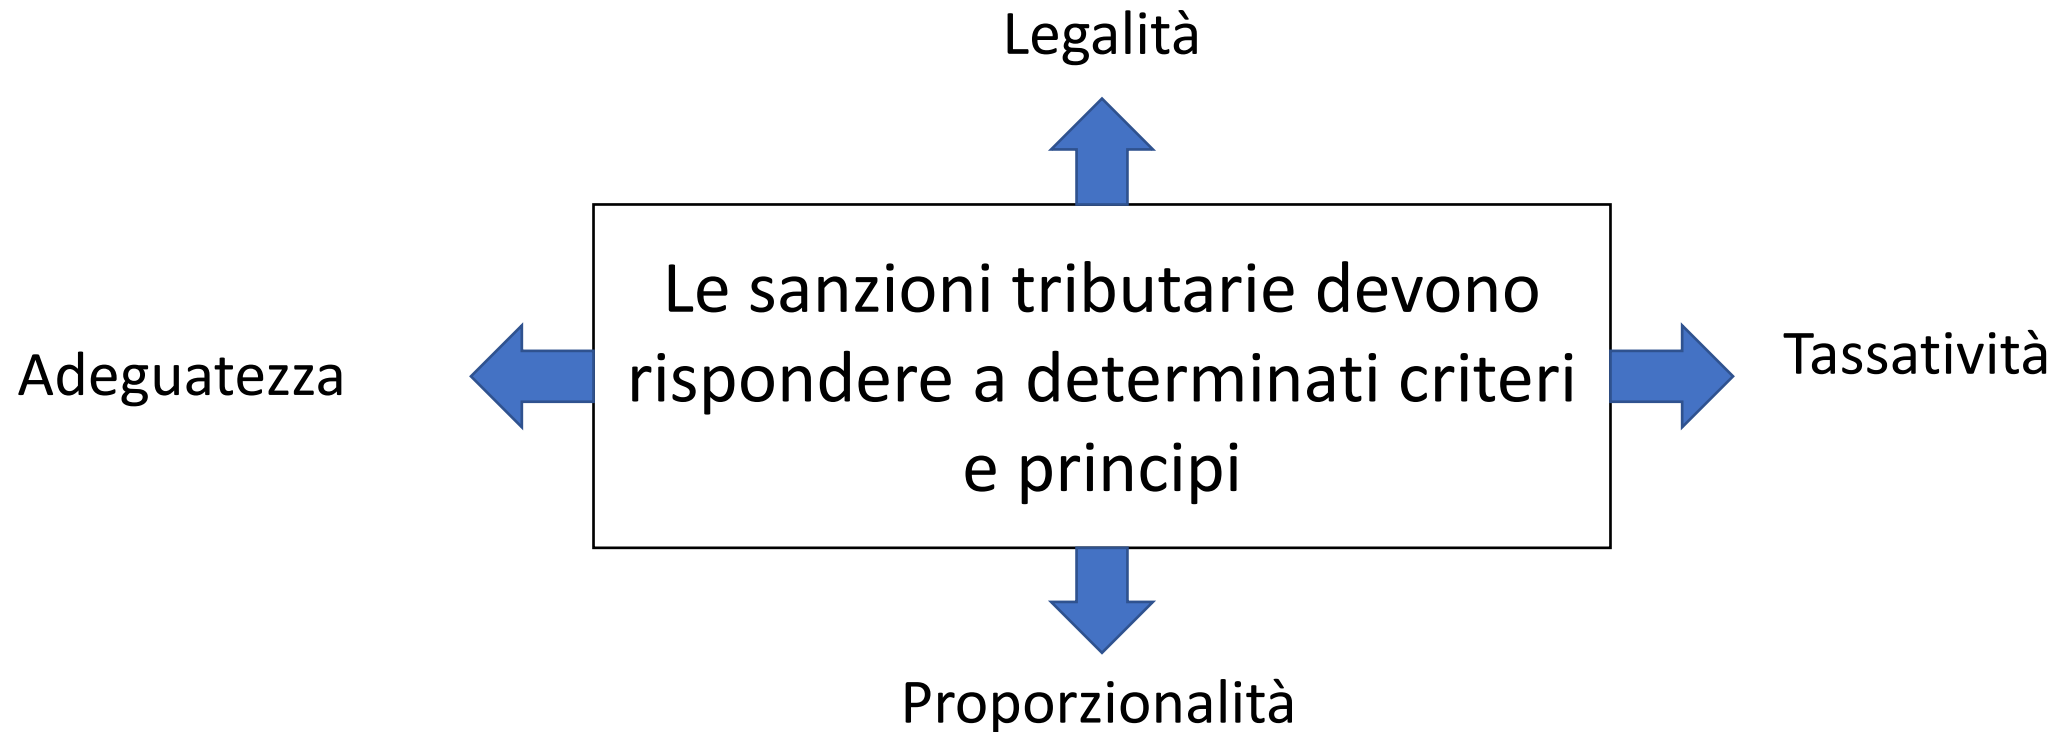 Legalità
Le sanzioni tributarie devono
rispondere a determinati criteri
e principi
Adeguatezza
Tassatività
Proporzionalità